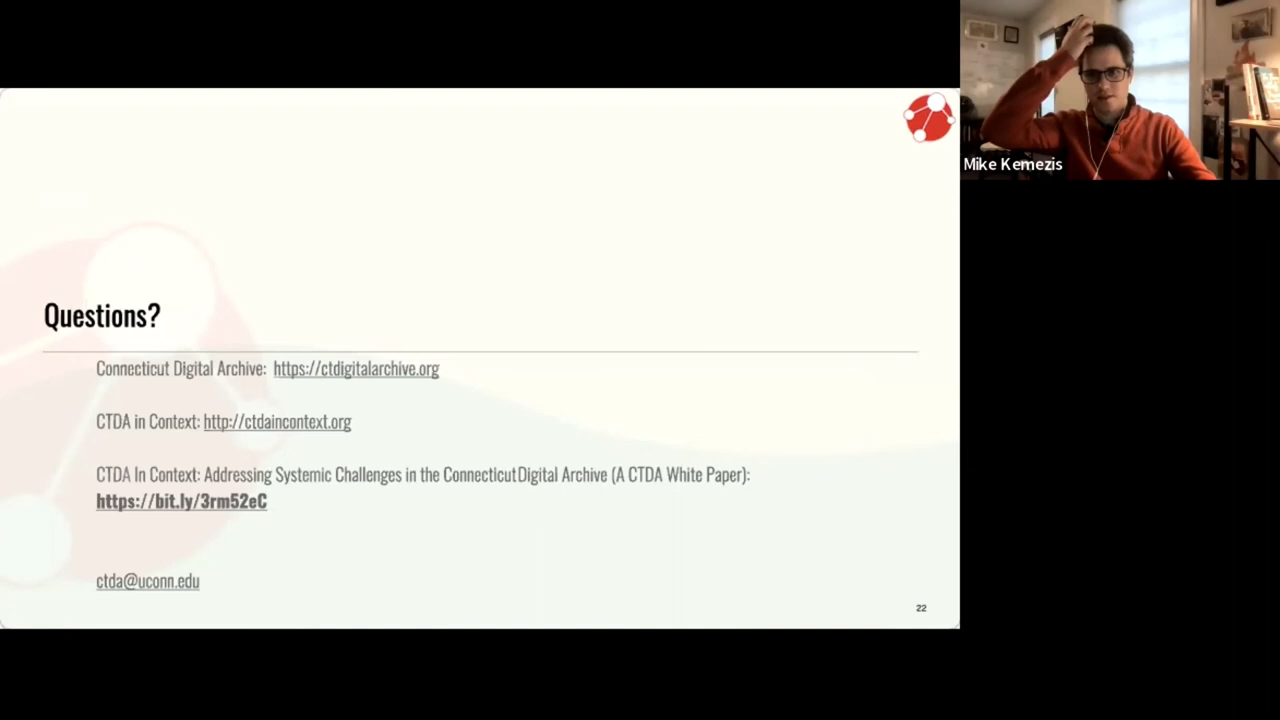 Mike Kemezis
Questions?
Connecticut Digital Archive: https://ctdigitalarchive.org
CTDA in Context: http://ctdaincontext.org
CTDA In Context: Addressing Systemic Challenges in the Connecticut Digital Archive (A CTDA White Paper):
https://bit.ly/3rm52eC
ctda@uconn.edu
22